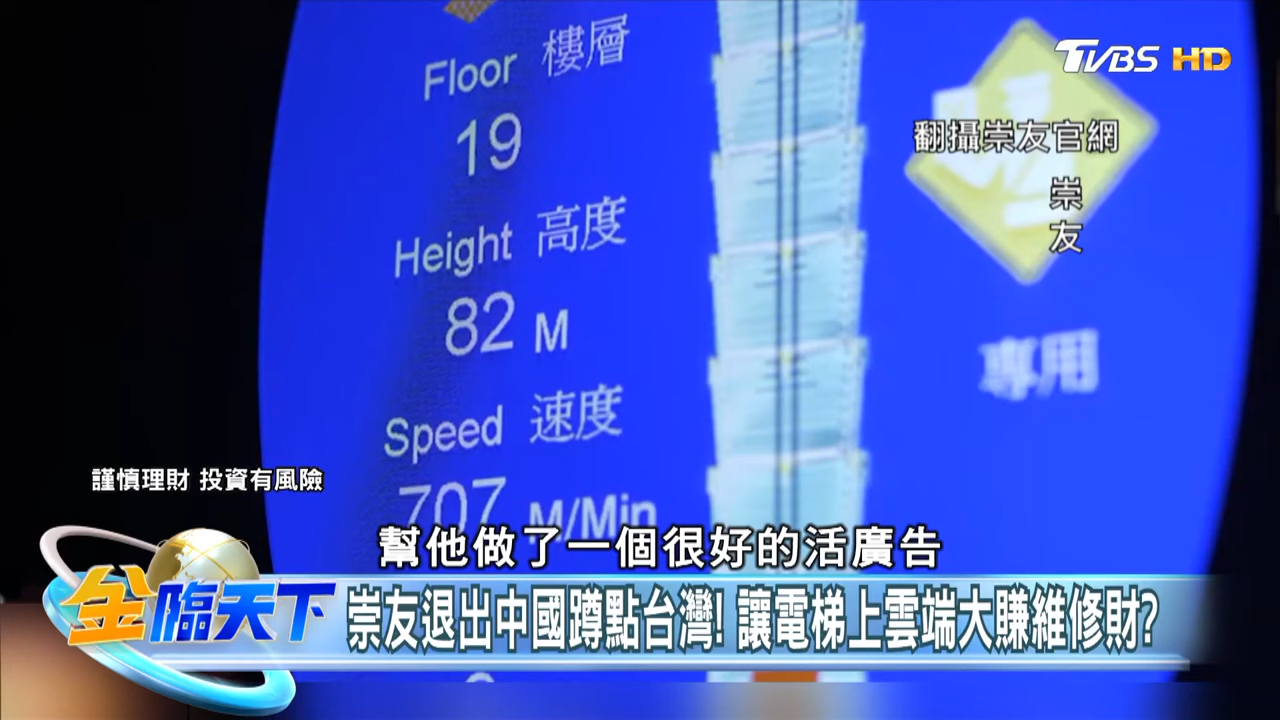 TVBS HD
Floor 樓層
19
翻攝崇友官網
崇友
Height 高度
82 M
專用
Speed 速度
707 M/Min
謹慎理財 投資有風險
幫他做了一個很好的活廣告
金臨天下
崇友退出中國蹲點台灣! 讓電梯上雲端大賺維修財?